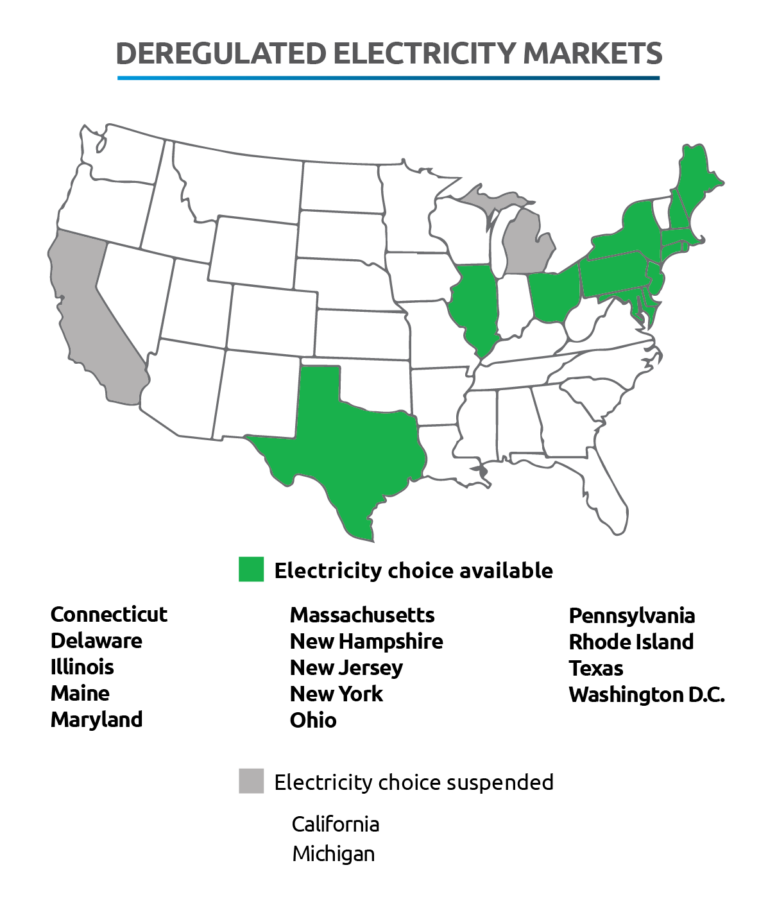 DEREGULATED ELECTRICITY MARKETS
Electricity choice available
Connecticut
Delaware
Illinois
Maine
Maryland
Massachusetts
New Hampshire
New Jersey
New York
Ohio
Pennsylvania
Rhode Island
Texas
Washington D.C.
Electricity choice suspended
California
Michigan